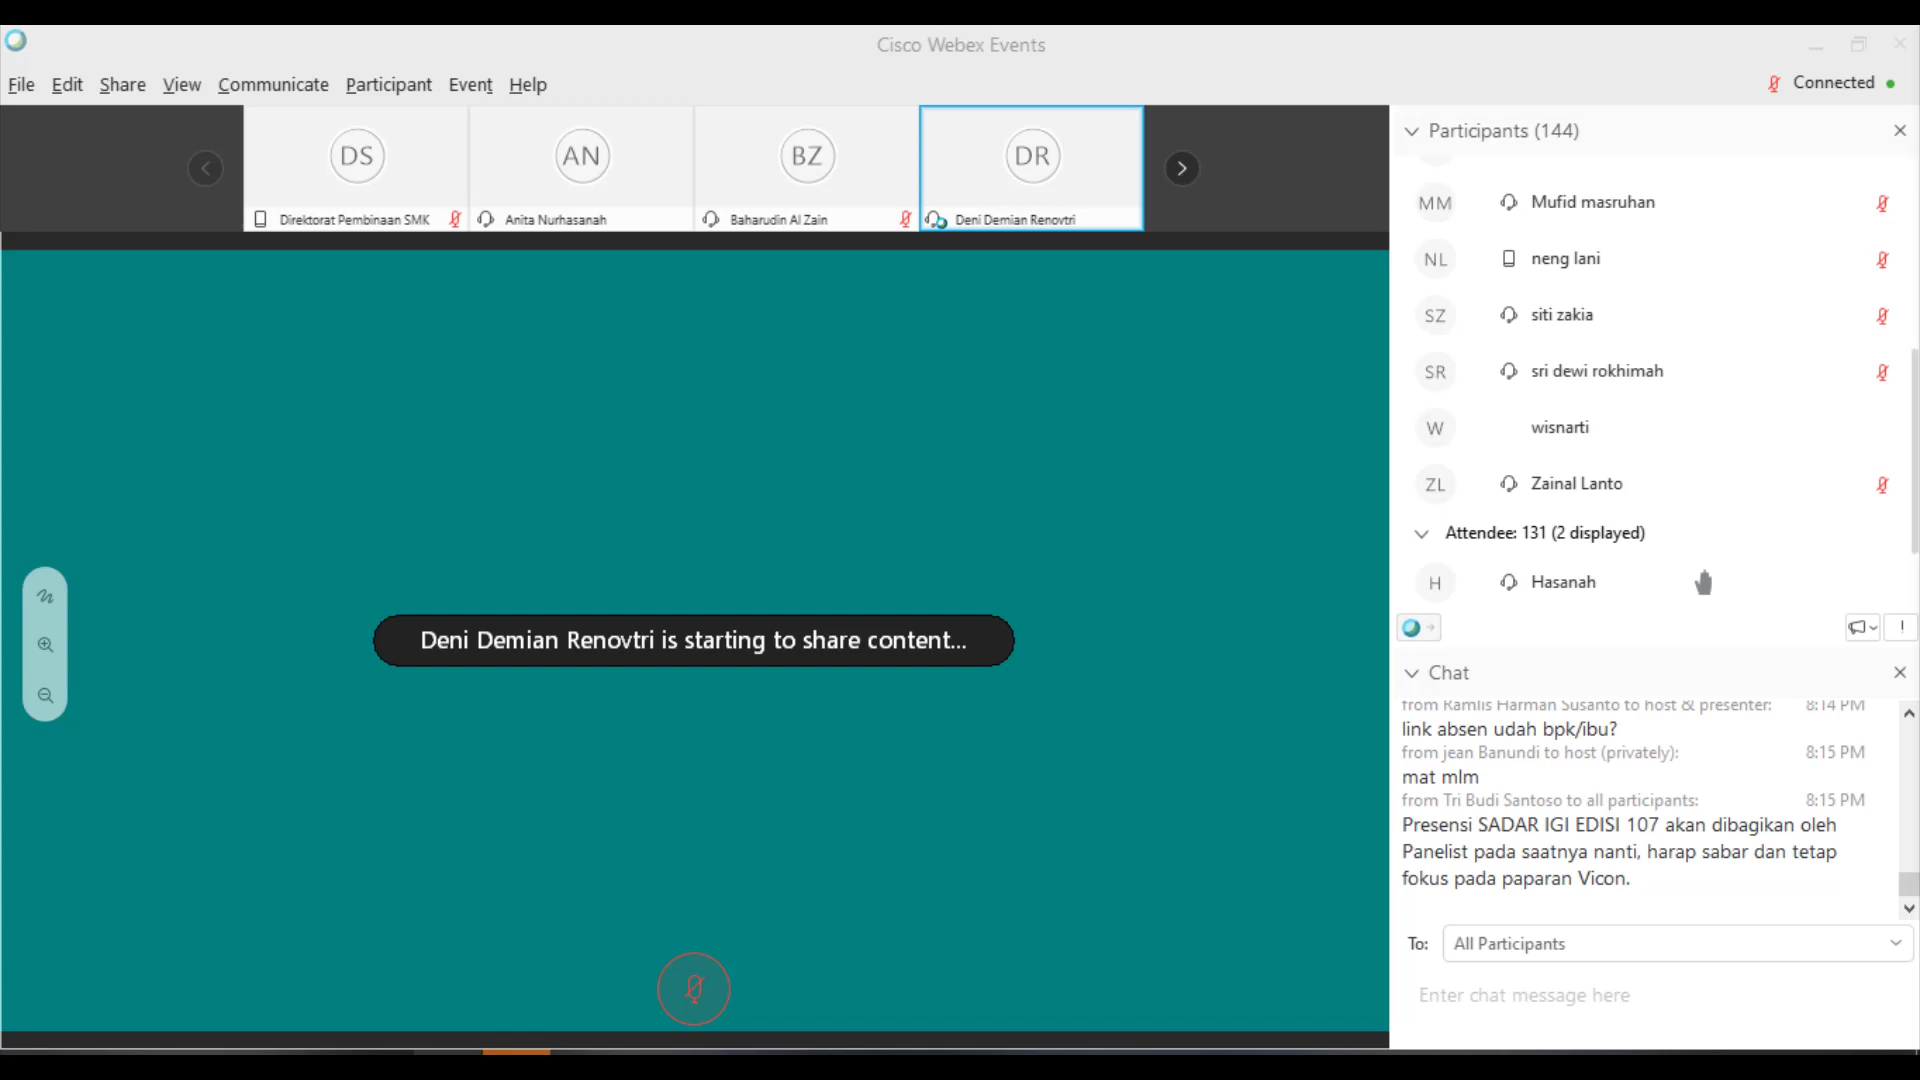 Cisco Webex Events
File Edit Share View Communicate Participant Event Help
Connected
DS
AN
BZ
DR
Direktorat Pembinaan SMK
Anita Nurhasanah
Baharudin Al Zain
Deni Demian Renovtri
Deni Demian Renovtri is starting to share content...
Participants (144)
MM Mufid masruhan
NL neng lani
SZ siti zakia
SR sri dewi rokhimah
W wisnarti
ZL Zainal Lanto
Attendee: 131 (2 displayed)
H Hasanah
Chat
from Ramlis Harman Susanto to host & presenter: 8:14 PM
link absen udah bpk/ibu?
from jean Banundi to host (privately): 8:15 PM
mat mlm
from Tri Budi Santoso to all participants: 8:15 PM
Presensi SADAR IGI EDISI 107 akan dibagikan oleh
Panelist pada saatnya nanti, harap sabar dan tetap
fokus pada paparan Vicon.
To: All Participants
Enter chat message here